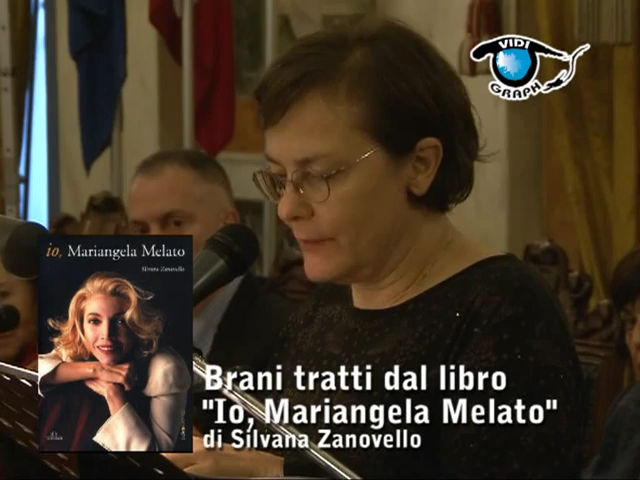 VIDI
GRAPH
io, Mariangela Melato
Silvana Zanovello
Brani tratti dal libro
"Io, Mariangela Melato"
di Silvana Zanovello